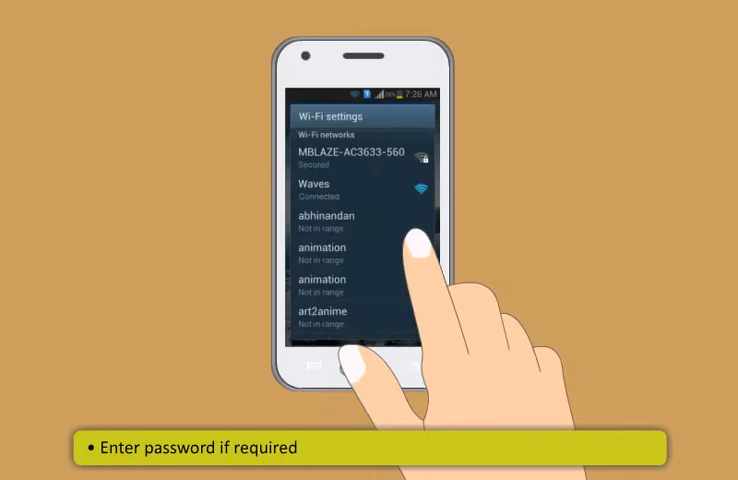 26% 7:26 AM
Wi-Fi settings
Wi-Fi networks
MBLAZE-AC3633-560
Secured
Waves
Connected
abhinandan
Not in range
animation
Not in range
animation
Not in range
art2anime
Not in range
• Enter password if required